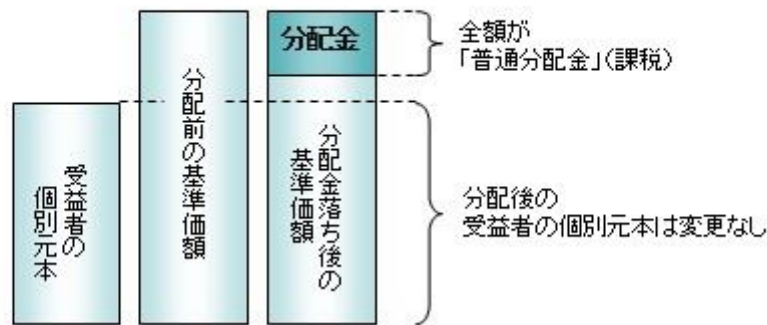 受益者の
個別元本
分配前の基準価額
分配金
分配金落ち後の
基準価額
全額が
「普通分配金」(課税)
分配後の
受益者の個別元本は変更なし